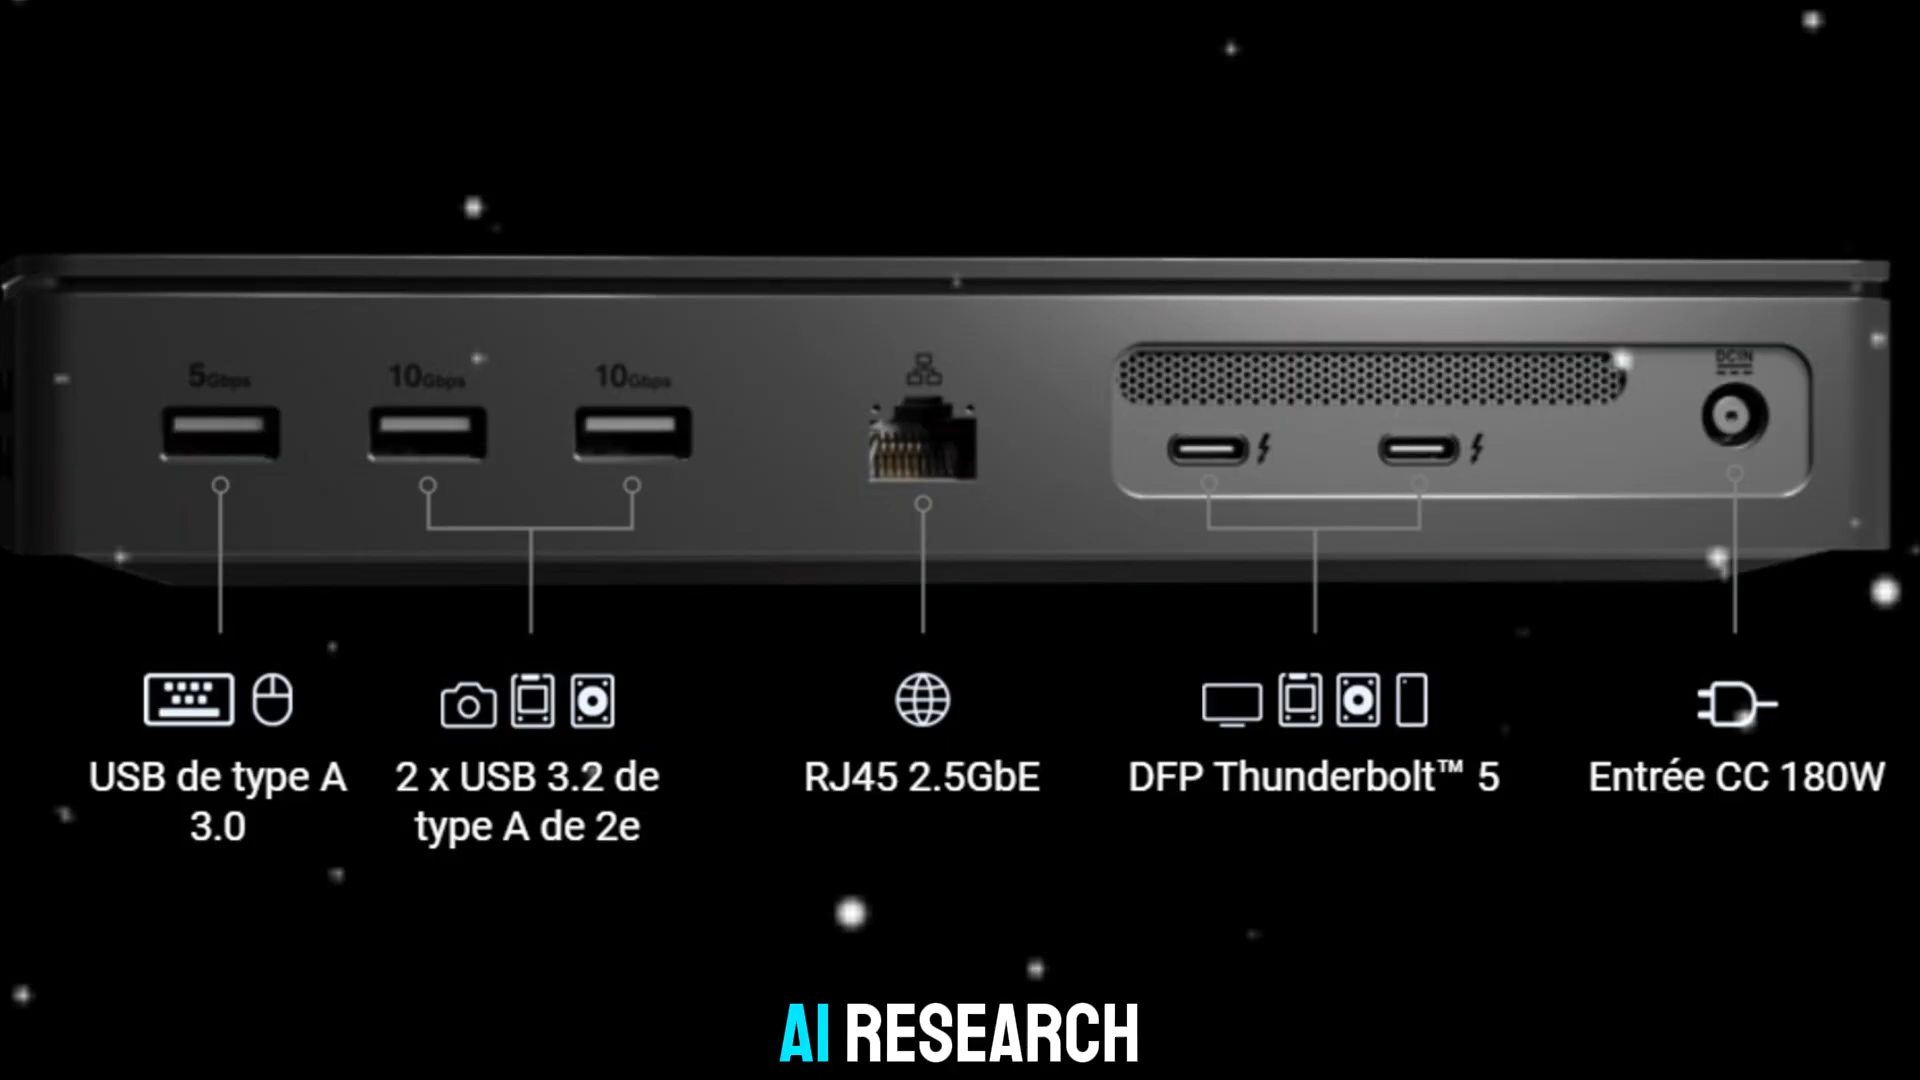 5Gbps
10Gbps
10Gbps
DCIN
USB de type A
3.0
2 x USB 3.2 de
type A de 2e
RJ45 2.5GbE
DFP Thunderbolt™ 5
Entrée CC 180W
AI RESEARCH